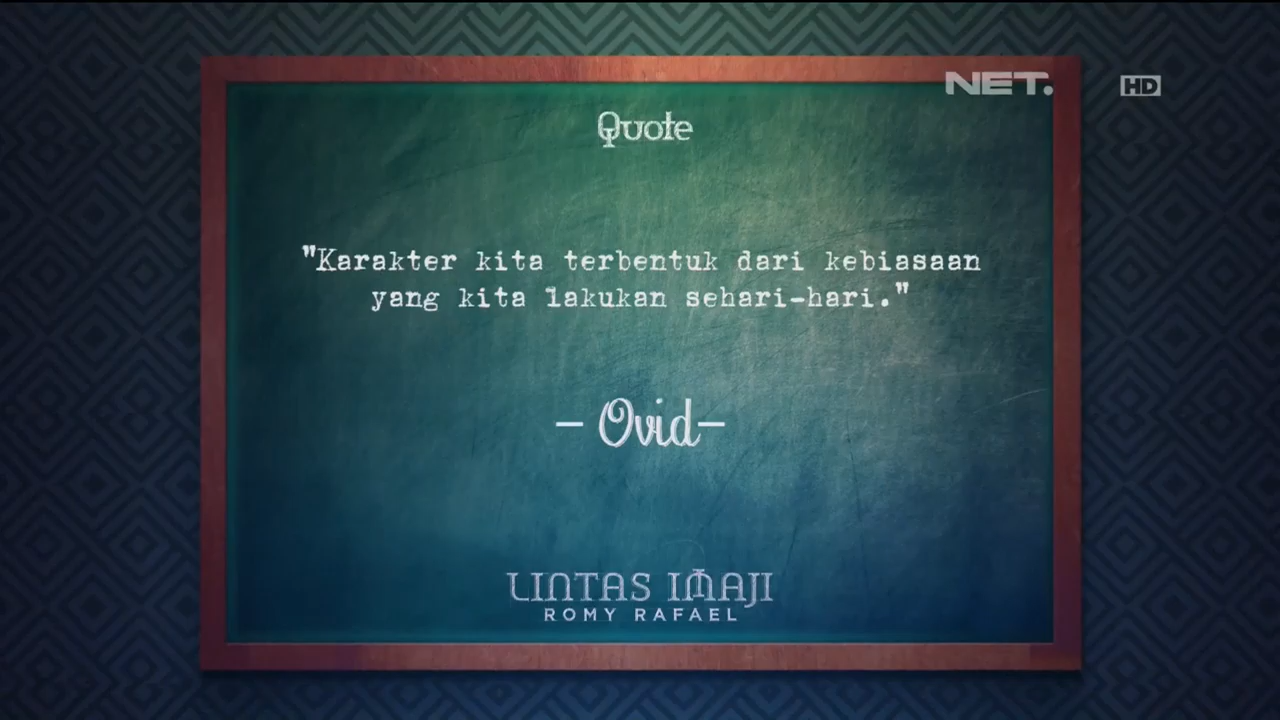 NET.
HD
Quote
"Karakter kita terbentuk dari kebiasaan
yang kita lakukan sehari-hari."
– Ovid–
LINTAS IMAJI
ROMY RAFAEL